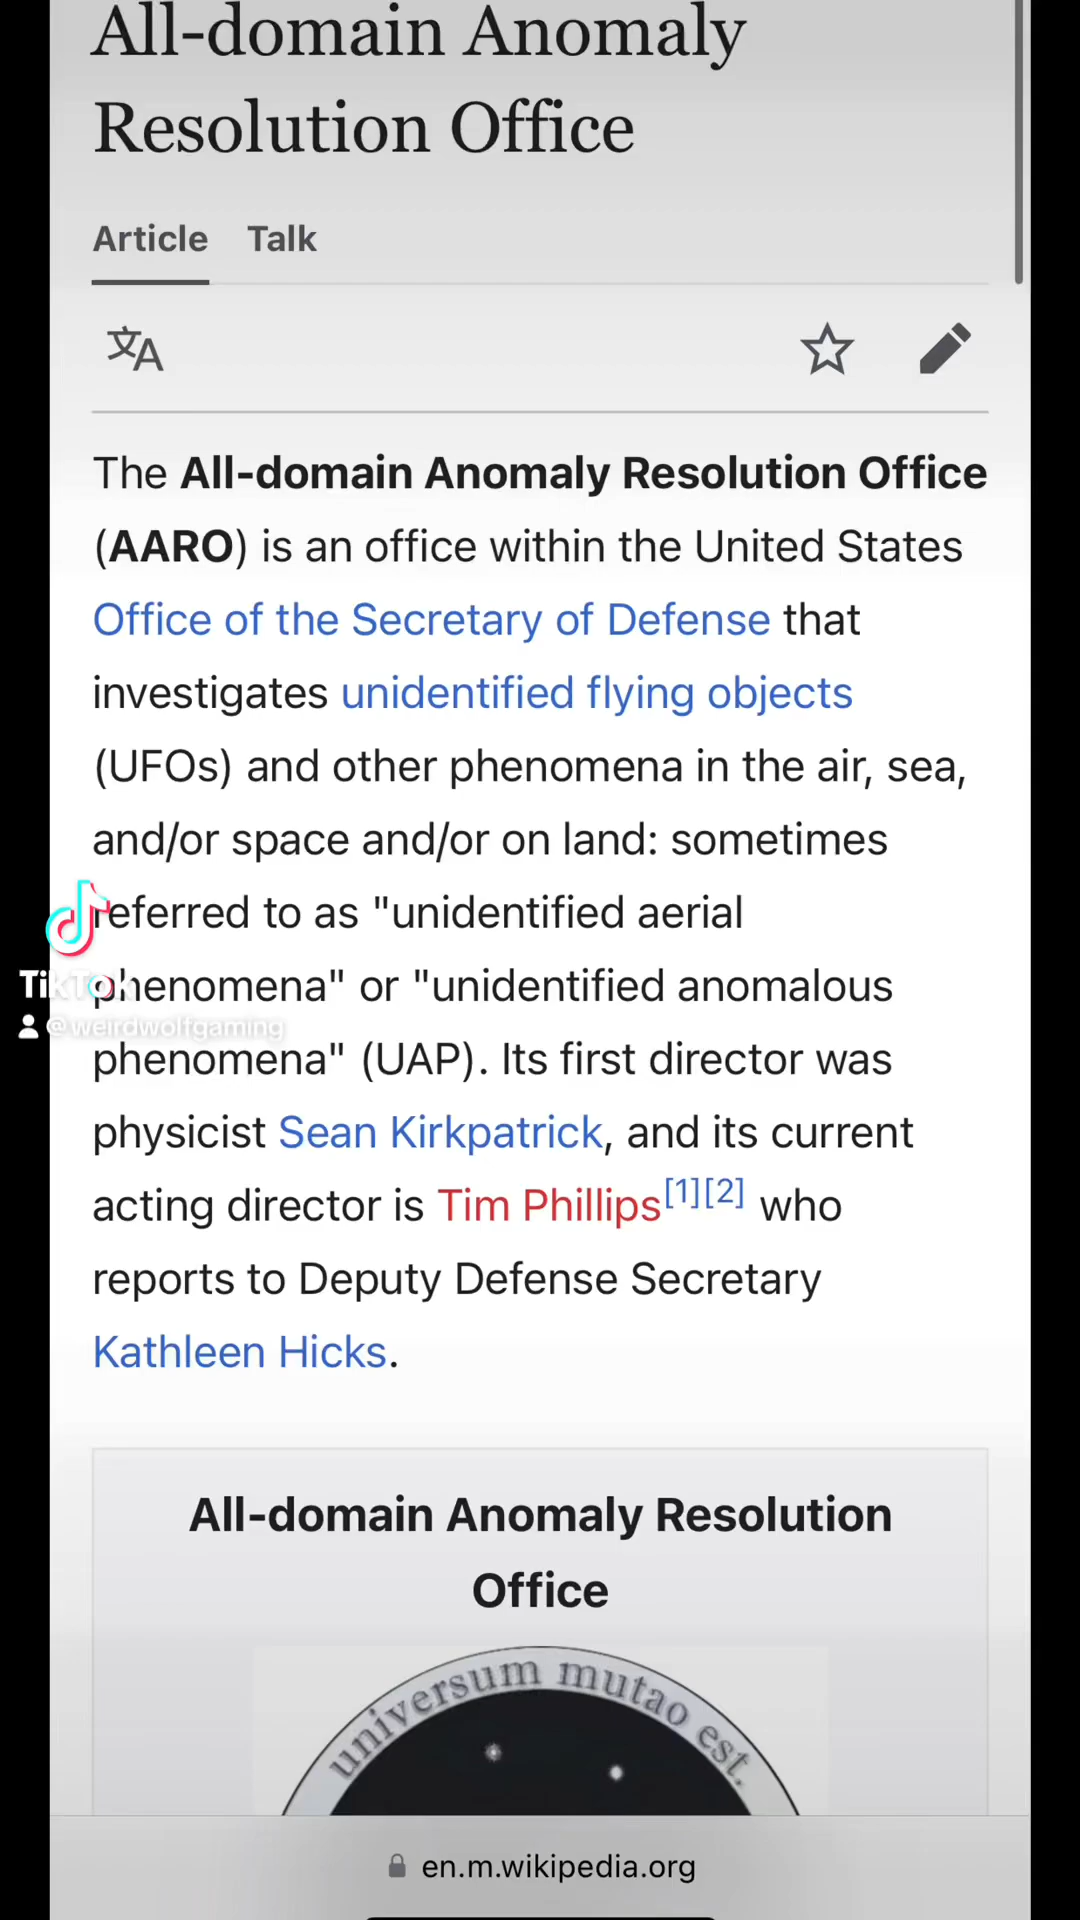 All-domain Anomaly
Resolution Office
Article Talk
The All-domain Anomaly Resolution Office
(AARO) is an office within the United States
Office of the Secretary of Defense that
investigates unidentified flying objects
(UFOs) and other phenomena in the air, sea,
and/or space and/or on land: sometimes
referred to as "unidentified aerial
phenomena" or "unidentified anomalous
TikTok
@weirdwolfgaming
phenomena" (UAP). Its first director was
physicist Sean Kirkpatrick, and its current
acting director is Tim Phillips[1][2] who
reports to Deputy Defense Secretary
Kathleen Hicks.
All-domain Anomaly Resolution
Office
universum mutao est.
en.m.wikipedia.org